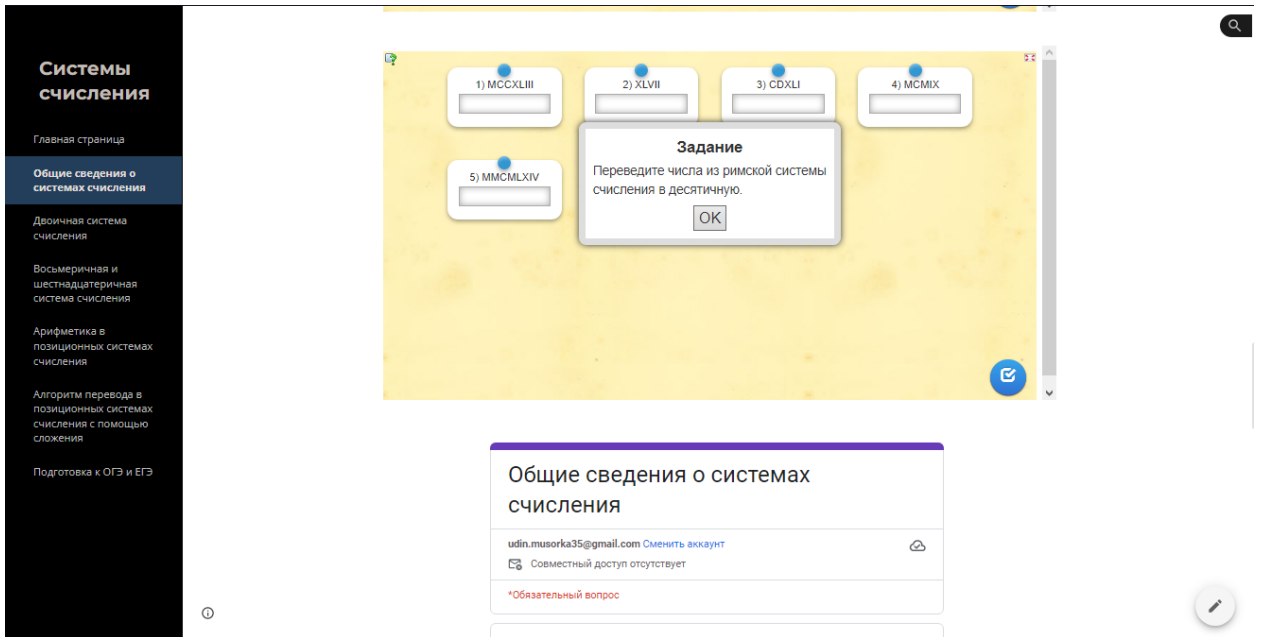 Системы
счисления
Главная страница
Общие сведения о
системах счисления
Двоичная система
счисления
Восьмеричная и
шестнадцатеричная
система счисления
Арифметика в
позиционных системах
счисления
Алгоритм перевода в
позиционных системах
счисления с помощью
сложения
Подготовка к ОГЭ и ЕГЭ
1) MCCXLIII
2) XLVII
3) CDXLI
4) MCMIX
5) MMCMLXIV
Задание
Переведите числа из римской системы
счисления в десятичную.
OK
Общие сведения о системах
счисления
udin.musorka35@gmail.com Сменить аккаунт
Совместный доступ отсутствует
*Обязательный вопрос